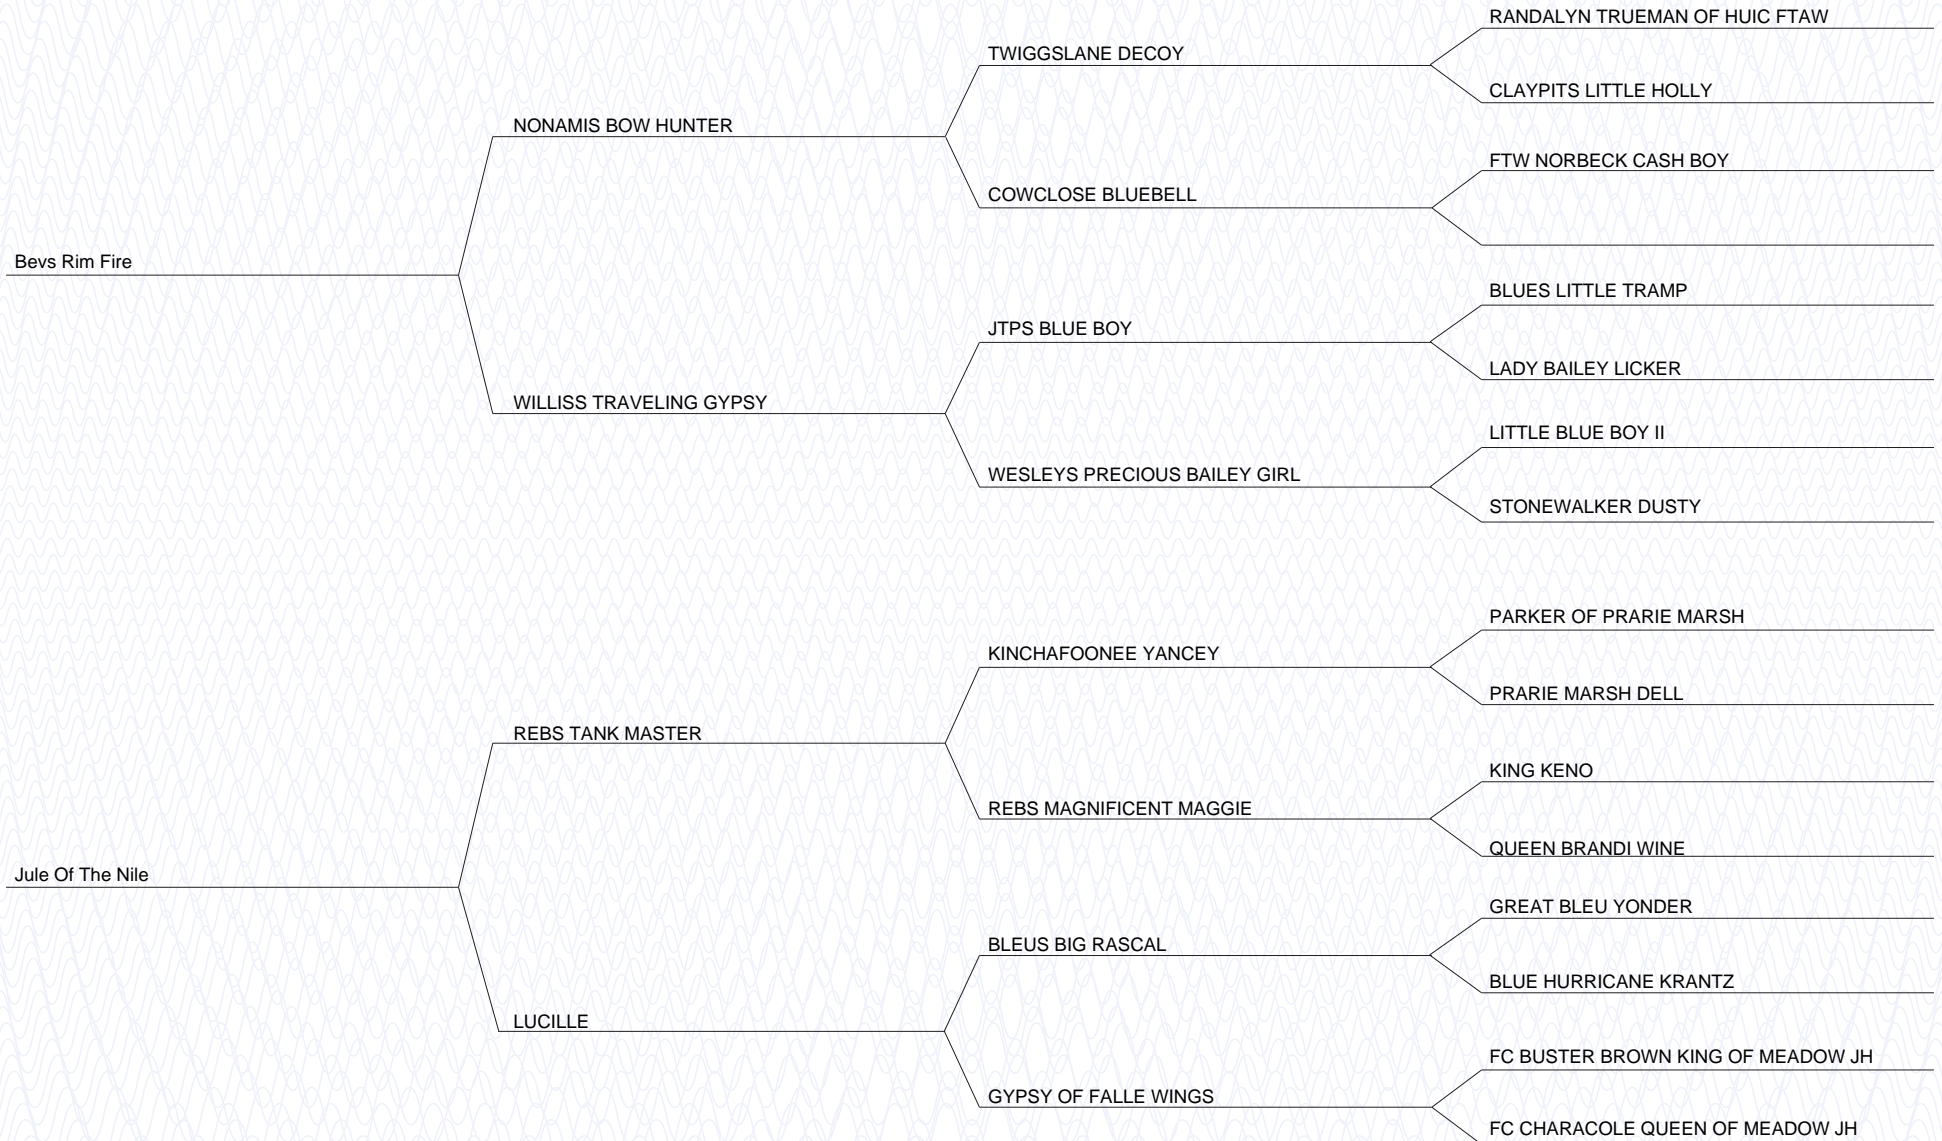 RANDALYN TRUEMAN OF HUIC FTAW
TWIGGSLANE DECOY
CLAYPITS LITTLE HOLLY
NONAMIS BOW HUNTER
FTW NORBECK CASH BOY
COWCLOSE BLUEBELL
Bevs Rim Fire
BLUES LITTLE TRAMP
JTPS BLUE BOY
LADY BAILEY LICKER
WILLISS TRAVELING GYPSY
LITTLE BLUE BOY II
WESLEYS PRECIOUS BAILEY GIRL
STONEWALKER DUSTY
PARKER OF PRARIE MARSH
KINCHAFOONEE YANCEY
PRARIE MARSH DELL
REBS TANK MASTER
KING KENO
REBS MAGNIFICENT MAGGIE
QUEEN BRANDI WINE
Jule Of The Nile
GREAT BLEU YONDER
BLEUS BIG RASCAL
BLUE HURRICANE KRANTZ
LUCILLE
FC BUSTER BROWN KING OF MEADOW JH
GYPSY OF FALLE WINGS
FC CHARACOLE QUEEN OF MEADOW JH